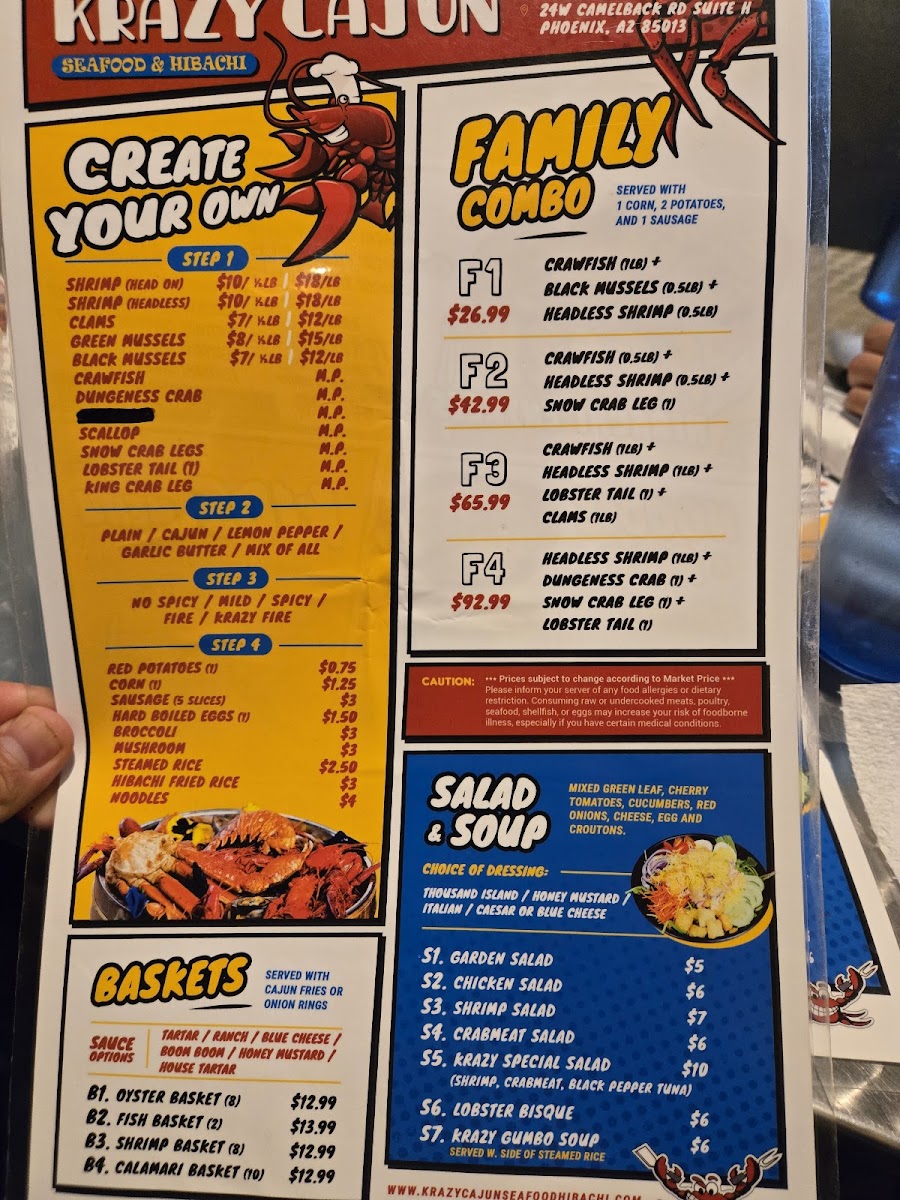 KRAZY CAJUN
SEAFOOD & HIBACHI
24W CAMELBACK RD SUITE H
PHOENIX, AZ 85013
CREATE
YOUR OWN
STEP 1
SHRIMP (HEAD ON) $10/ ½LB | $18/LB
SHRIMP (HEADLESS) $10/ ½LB | $18/LB
CLAMS $7/ ½LB | $12/LB
GREEN MUSSELS $8/ ½LB | $15/LB
BLACK MUSSELS $7/ ½LB | $12/LB
CRAWFISH M.P.
DUNGENESS CRAB M.P.
M.P.
SCALLOP M.P.
SNOW CRAB LEGS M.P.
LOBSTER TAIL (1) M.P.
KING CRAB LEG M.P.
STEP 2
PLAIN / CAJUN / LEMON PEPPER /
GARLIC BUTTER / MIX OF ALL
STEP 3
NO SPICY / MILD / SPICY /
FIRE / KRAZY FIRE
STEP 4
RED POTATOES (1) $0.75
CORN (1) $1.25
SAUSAGE (5 SLICES) $3
HARD BOILED EGGS (1) $1.50
BROCCOLI $3
MUSHROOM $3
STEAMED RICE $2.50
HIBACHI FRIED RICE $3
NOODLES $4
BASKETS
SERVED WITH
CAJUN FRIES OR
ONION RINGS
SAUCE
OPTIONS
TARTAR / RANCH / BLUE CHEESE /
BOOM BOOM / HONEY MUSTARD /
HOUSE TARTAR
B1. OYSTER BASKET (8) $12.99
B2. FISH BASKET (2) $13.99
B3. SHRIMP BASKET (8) $12.99
B4. CALAMARI BASKET (10) $12.99
FAMILY
COMBO
SERVED WITH
1 CORN, 2 POTATOES,
AND 1 SAUSAGE
F1
$26.99
CRAWFISH (1LB) +
BLACK MUSSELS (0.5LB) +
HEADLESS SHRIMP (0.5LB)
F2
$42.99
CRAWFISH (0.5LB) +
HEADLESS SHRIMP (0.5LB) +
SNOW CRAB LEG (1)
F3
$65.99
CRAWFISH (1LB) +
HEADLESS SHRIMP (1LB) +
LOBSTER TAIL (1) +
CLAMS (1LB)
F4
$92.99
HEADLESS SHRIMP (1LB) +
DUNGENESS CRAB (1) +
SNOW CRAB LEG (1) +
LOBSTER TAIL (1)
CAUTION:
*** Prices subject to change according to Market Price ***
Please inform your server of any food allergies or dietary
restriction. Consuming raw or undercooked meats, poultry,
seafood, shellfish, or eggs may increase your risk of foodborne
illness, especially if you have certain medical conditions.
SALAD
& SOUP
MIXED GREEN LEAF, CHERRY
TOMATOES, CUCUMBERS, RED
ONIONS, CHEESE, EGG AND
CROUTONS.
CHOICE OF DRESSING:
THOUSAND ISLAND / HONEY MUSTARD /
ITALIAN / CAESAR OR BLUE CHEESE
S1. GARDEN SALAD $5
S2. CHICKEN SALAD $6
S3. SHRIMP SALAD $7
S4. CRABMEAT SALAD $6
S5. KRAZY SPECIAL SALAD $10
(SHRIMP, CRABMEAT, BLACK PEPPER TUNA)
S6. LOBSTER BISQUE $6
S7. KRAZY GUMBO SOUP $6
SERVED W. SIDE OF STEAMED RICE
WWW.KRAZYCAJUNSEAFOODHIBACHI.COM